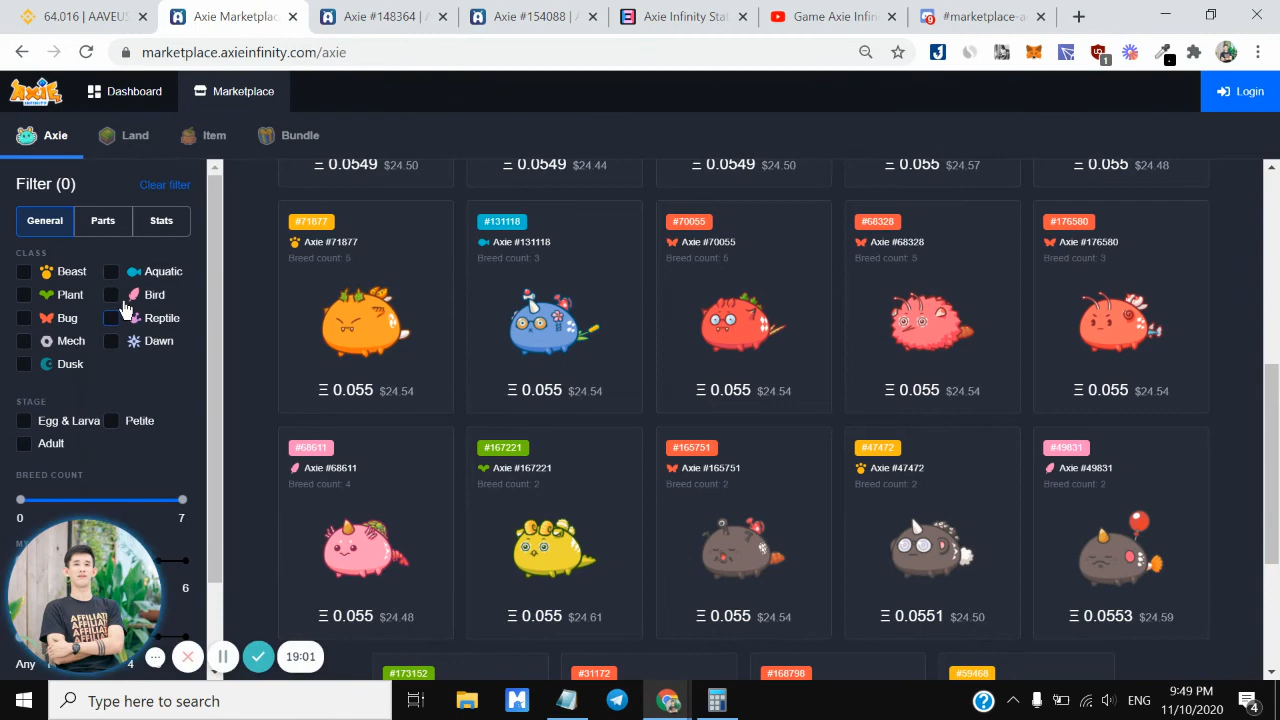 64.016 | AAVEUS
Axie Marketplac
Axie #148364 | A
Axie #154088 | A
Axie Infinity Stat
Game Axie Infin
#marketplace-a
marketplace.axieinfinity.com/axie
1
AXIE
INFINITY
Dashboard
Marketplace
Login
Axie
Land
Item
Bundle
Filter (0)
Clear filter
General
Parts
Stats
CLASS
Beast
Aquatic
Plant
Bird
Bug
Reptile
Mech
Dawn
Dusk
STAGE
Egg & Larva
Petite
Adult
BREED COUNT
0
7
6
Any
4
AFFILIATE
Ξ 0.0549 $24.50
Ξ 0.0549 $24.44
Ξ 0.0549 $24.50
Ξ 0.055 $24.57
Ξ 0.055 $24.48
#71877
Axie #71877
Breed count: 5
Ξ 0.055 $24.54
#131118
Axie #131118
Breed count: 3
Ξ 0.055 $24.54
#70055
Axie #70055
Breed count: 5
Ξ 0.055 $24.54
#68328
Axie #68328
Breed count: 5
Ξ 0.055 $24.54
#176580
Axie #176580
Breed count: 3
Ξ 0.055 $24.54
#68611
Axie #68611
Breed count: 4
Ξ 0.055 $24.48
#167221
Axie #167221
Breed count: 2
Ξ 0.055 $24.61
#165751
Axie #165751
Breed count: 2
Ξ 0.055 $24.54
#47472
Axie #47472
Breed count: 2
Ξ 0.0551 $24.50
#49831
Axie #49831
Breed count: 2
Ξ 0.0553 $24.59
#173152
#31172
#168798
#59468
19:01
Type here to search
ENG
9:49 PM
11/10/2020
4